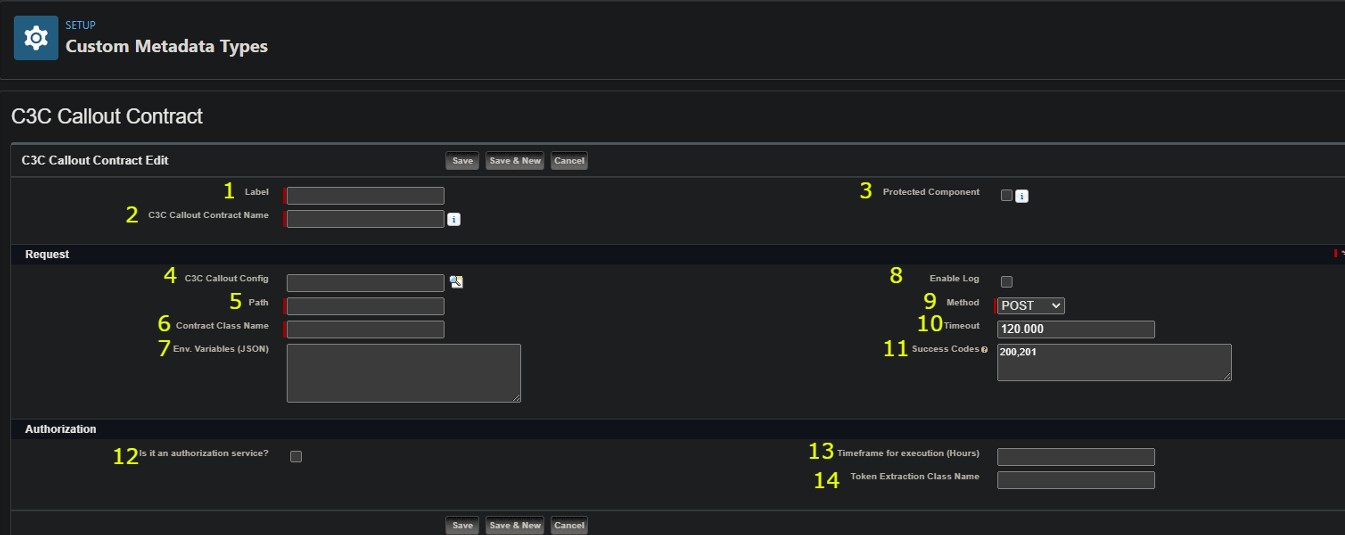 SETUP
Custom Metadata Types
C3C Callout Contract
C3C Callout Contract Edit Save Save & New Cancel
1 Label
3 Protected Component i
2 C3C Callout Contract Name i
Request
4 C3C Callout Config
8 Enable Log
5 Path
9 Method POST
6 Contract Class Name
10 Timeout 120.000
7 Env. Variables (JSON)
11 Success Codes ? 200,201
Authorization
12 Is it an authorization service?
13 Timeframe for execution (Hours)
14 Token Extraction Class Name
Save Save & New Cancel